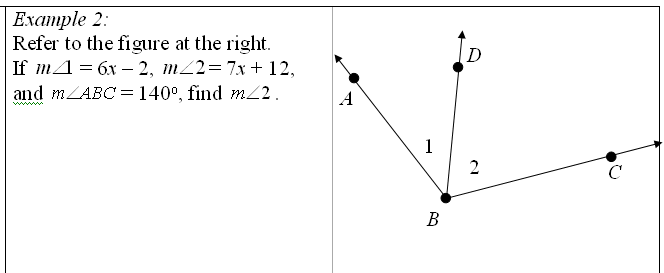 Example 2:
Refer to the figure at the right.
If m∠1 = 6x – 2, m∠2 = 7x + 12,
and m∠ABC = 140º, find m∠2.
D
A
1
2
C
B